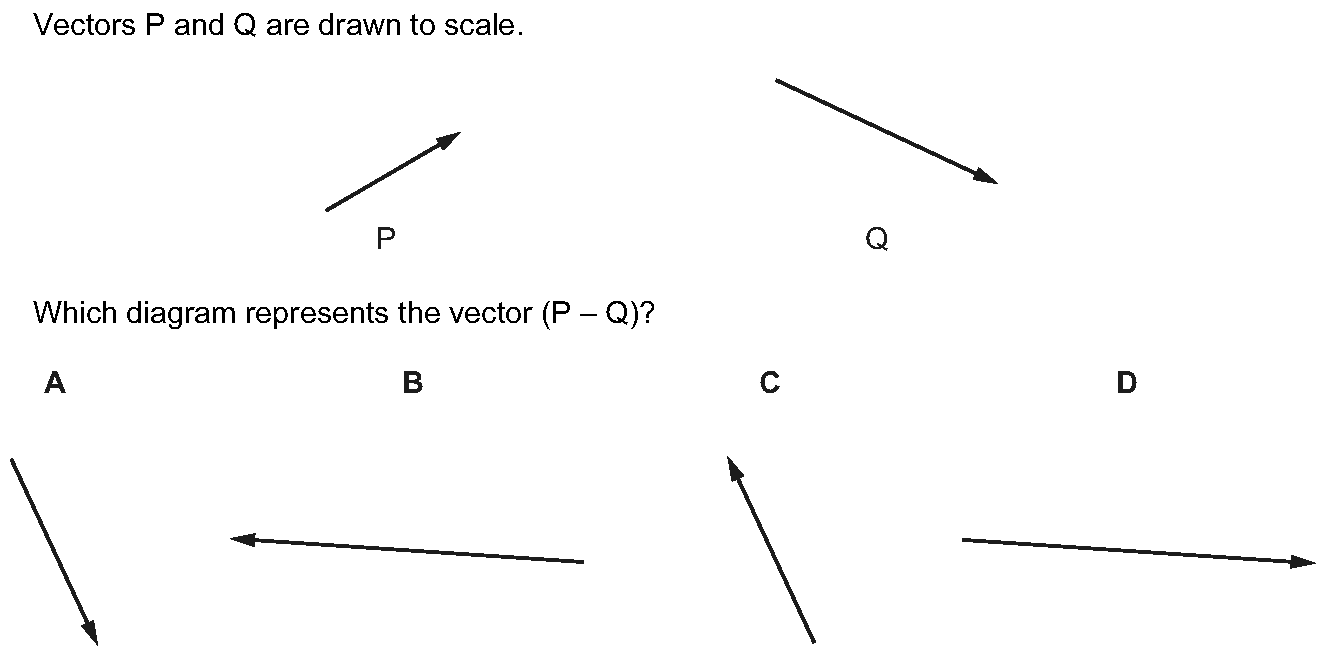 Vectors P and Q are drawn to scale.
P
Q
Which diagram represents the vector (P – Q)?
A
B
C
D